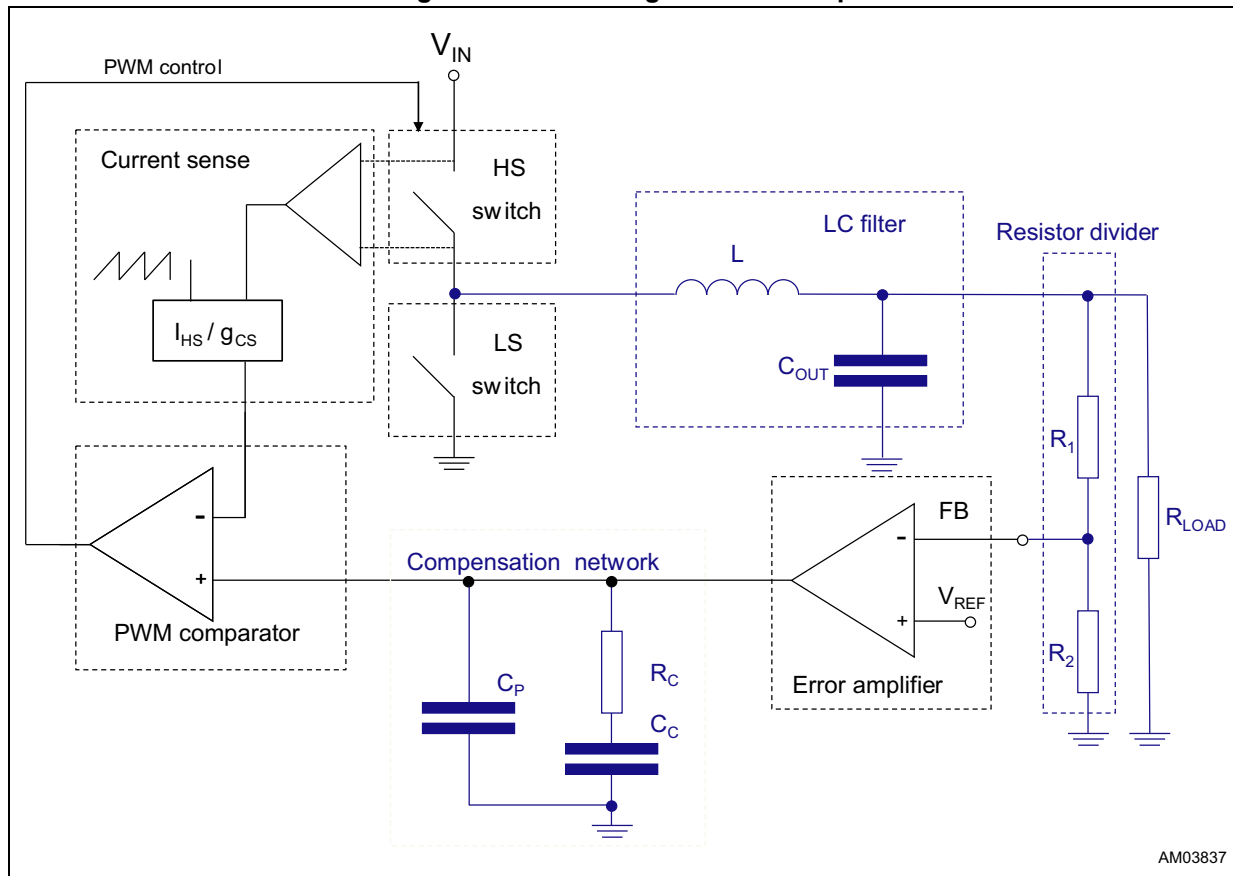 V_IN
PWM control
Current sense
HS
switch
I_HS / g_CS
LS
switch
LC filter
L
C_OUT
Resistor divider
R_1
R_LOAD
R_2
FB
-
V_REF
+
Error amplifier
Compensation network
C_P
R_C
C_C
-
+
PWM comparator
AM03837